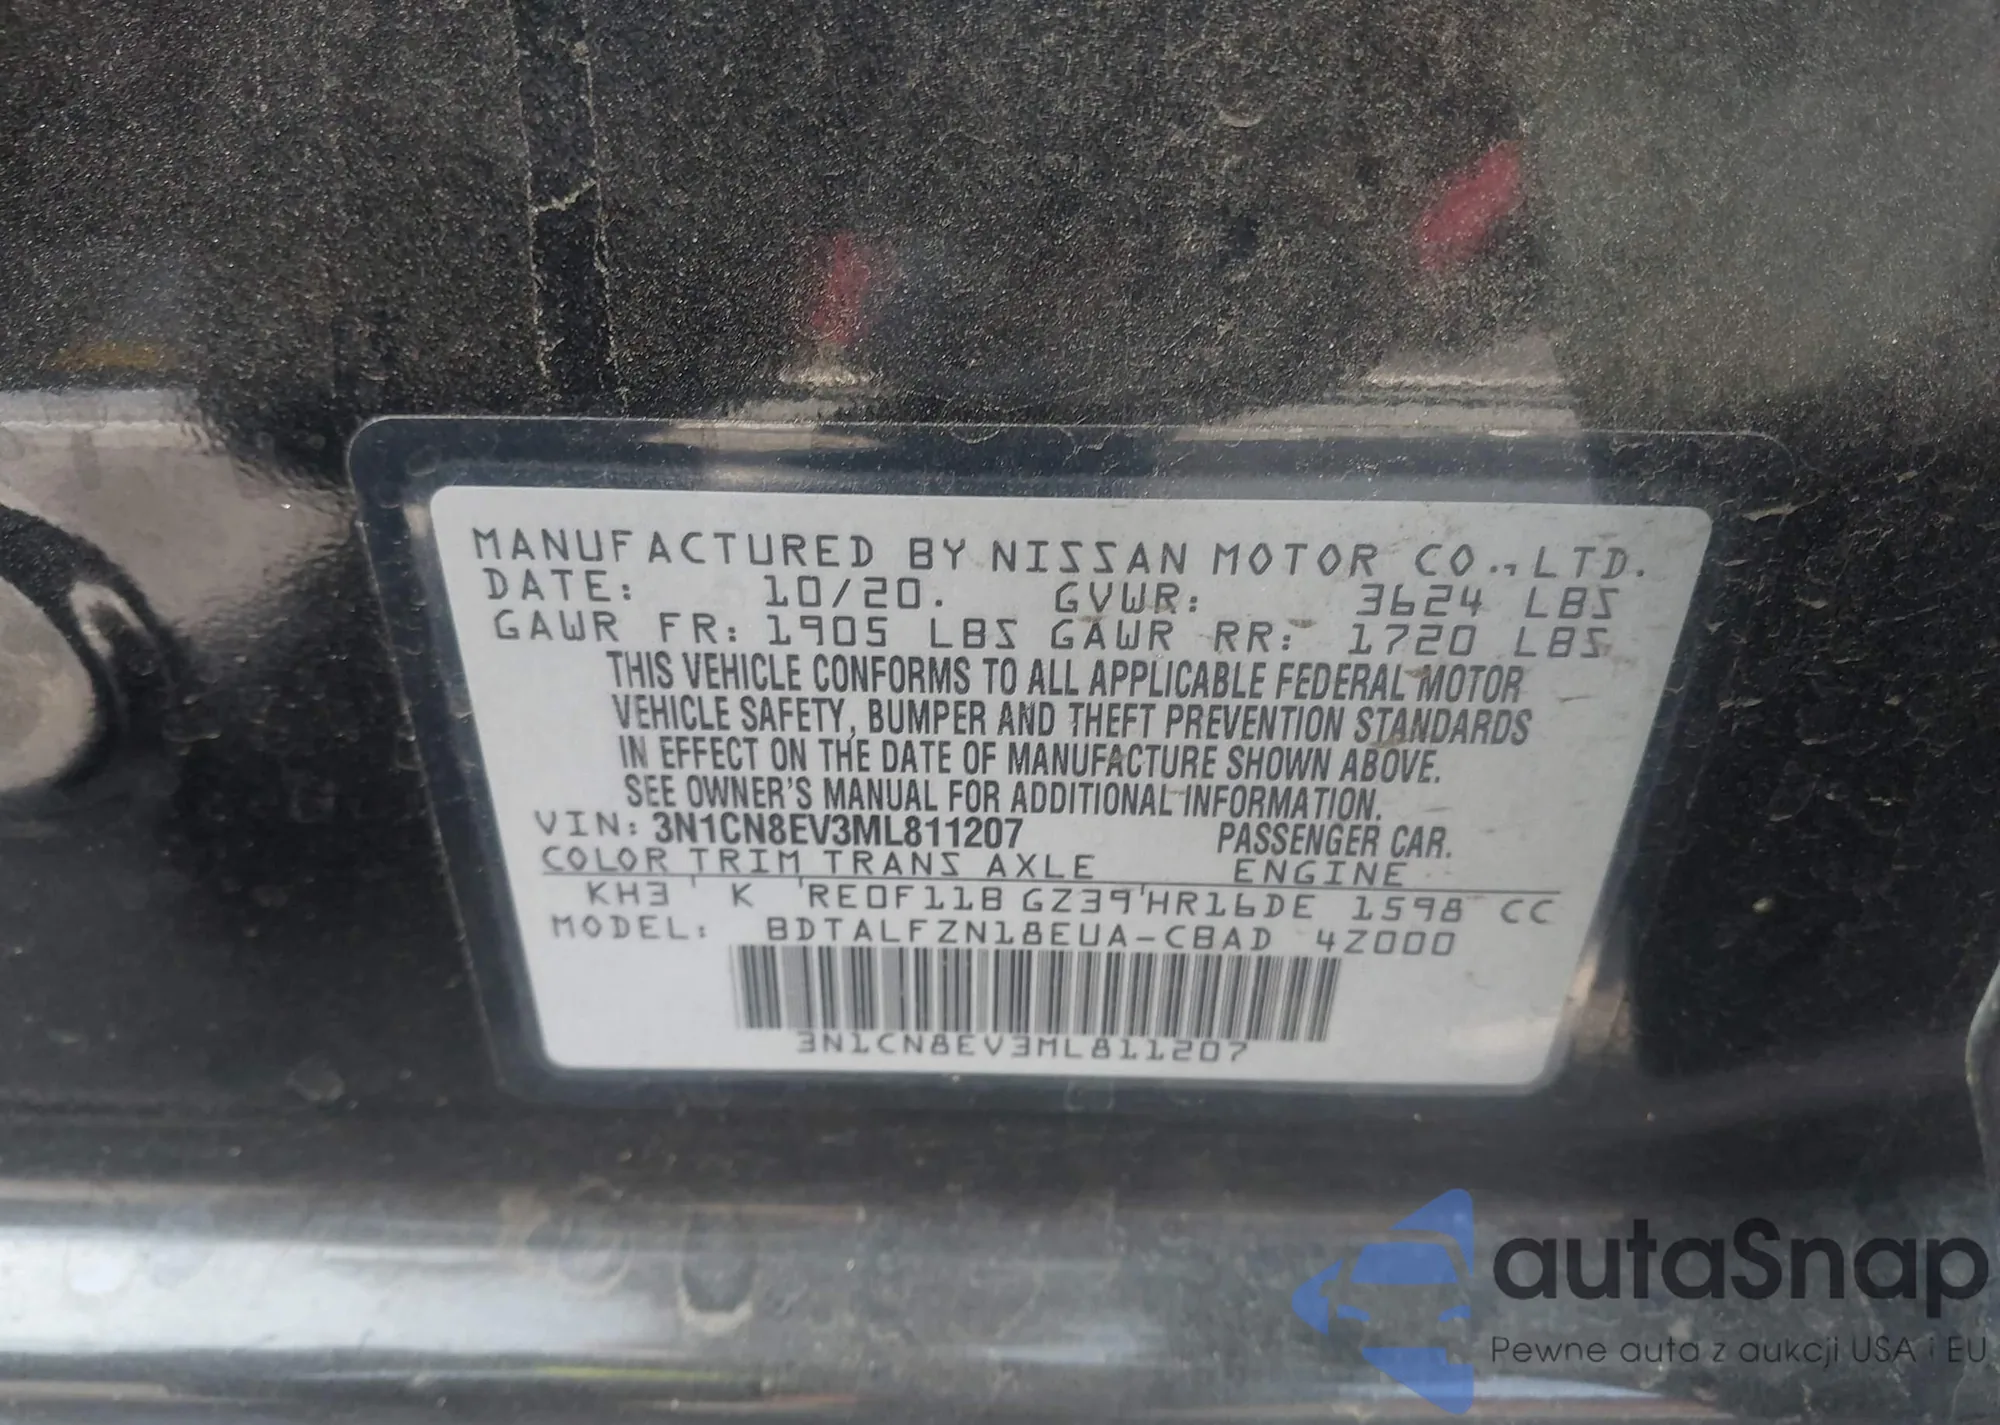 MANUFACTURED BY NISSAN MOTOR CO., LTD.
DATE: 10/20. GVWR: 3624 LBS
GAWR FR: 1905 LBS GAWR RR: 1720 LBS
THIS VEHICLE CONFORMS TO ALL APPLICABLE FEDERAL MOTOR
VEHICLE SAFETY, BUMPER AND THEFT PREVENTION STANDARDS
IN EFFECT ON THE DATE OF MANUFACTURE SHOWN ABOVE.
SEE OWNER'S MANUAL FOR ADDITIONAL INFORMATION.
VIN: 3N1CN8EV3ML811207 PASSENGER CAR.
COLOR TRIM TRANS AXLE ENGINE
KH3 K RE0F11B GZ39 HR16DE 1598 CC
MODEL: BDTALFZN18EUA-CBAD 4Z000
3N1CN8EV3ML811207
autaSnap
Pewne auta z aukcji USA i EU